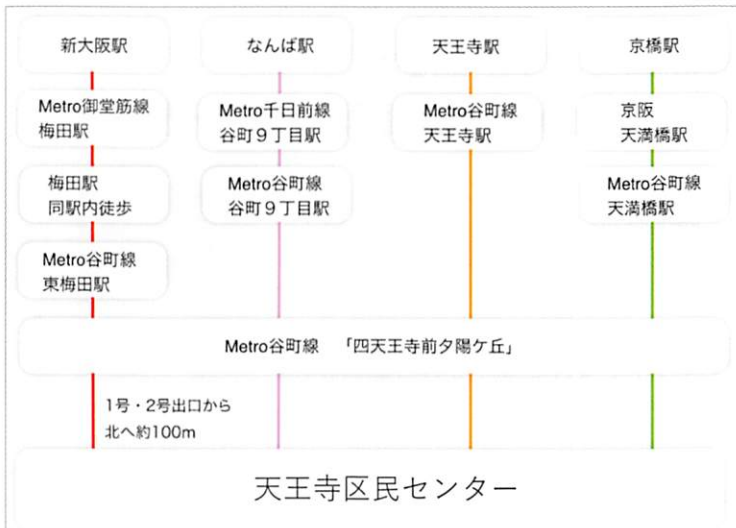 新大阪駅
なんば駅
天王寺駅
京橋駅
Metro御堂筋線
梅田駅
Metro千日前線
谷町９丁目駅
Metro谷町線
天王寺駅
京阪
天満橋駅
梅田駅
同駅内徒歩
Metro谷町線
谷町９丁目駅
Metro谷町線
天満橋駅
Metro谷町線
東梅田駅
Metro谷町線　「四天王寺前夕陽ケ丘」
1号・2号出口から
北へ約100m
天王寺区民センター